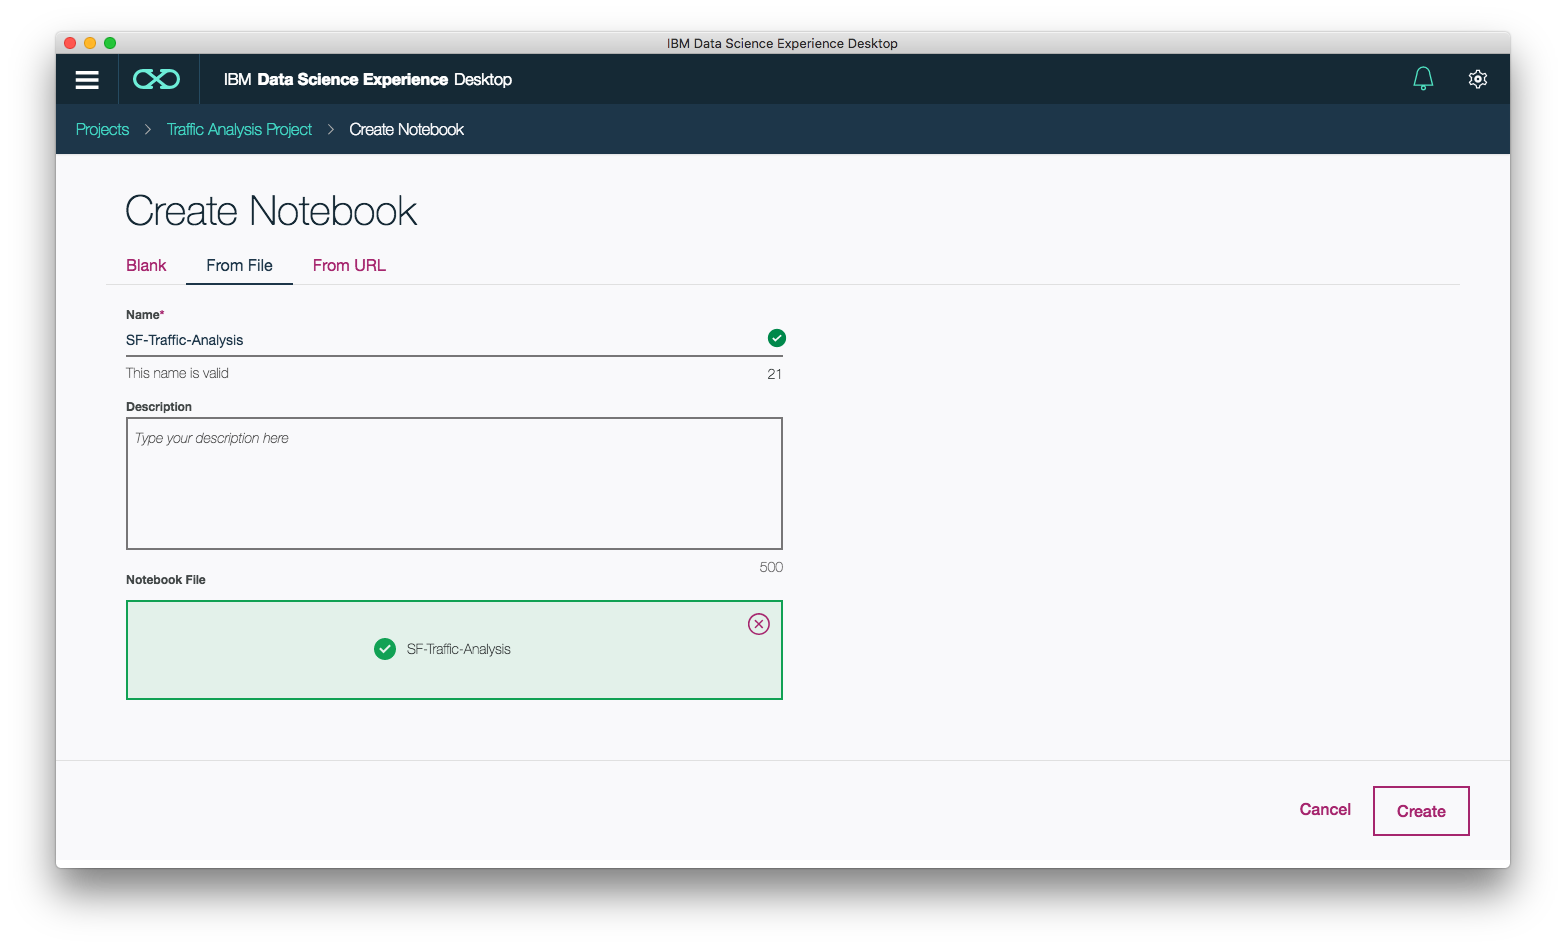 IBM Data Science Experience Desktop
IBM Data Science Experience Desktop
Projects > Traffic Analysis Project > Create Notebook
Create Notebook
Blank From File From URL
Name*
SF-Traffic-Analysis
This name is valid 21
Description
Type your description here
500
Notebook File
SF-Traffic-Analysis
Cancel Create